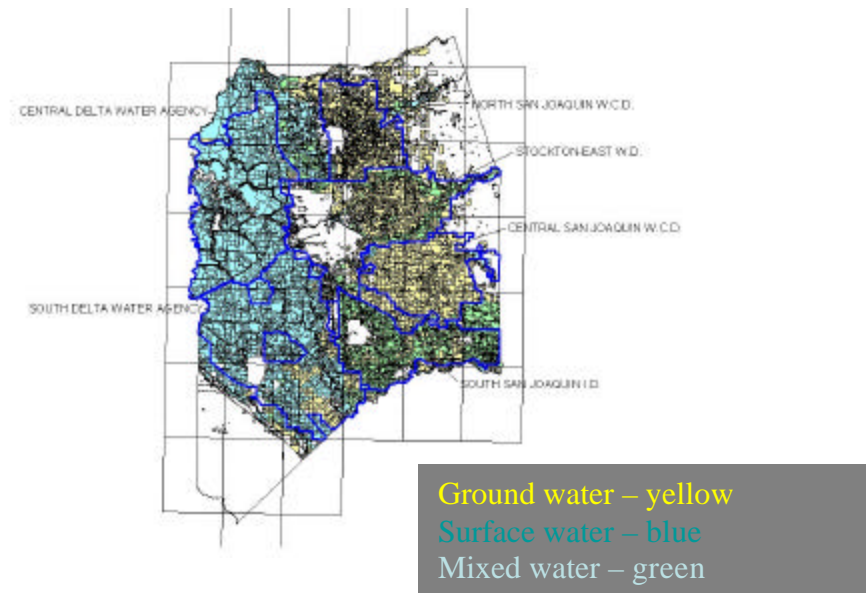 CENTRAL DELTA WATER AGENCY
NORTH SAN JOAQUIN W.C.D.
STOCKTON-EAST W.D.
CENTRAL SAN JOAQUIN W.C.D.
SOUTH DELTA WATER AGENCY
SOUTH SAN JOAQUIN I.D.
Ground water – yellow
Surface water – blue
Mixed water – green